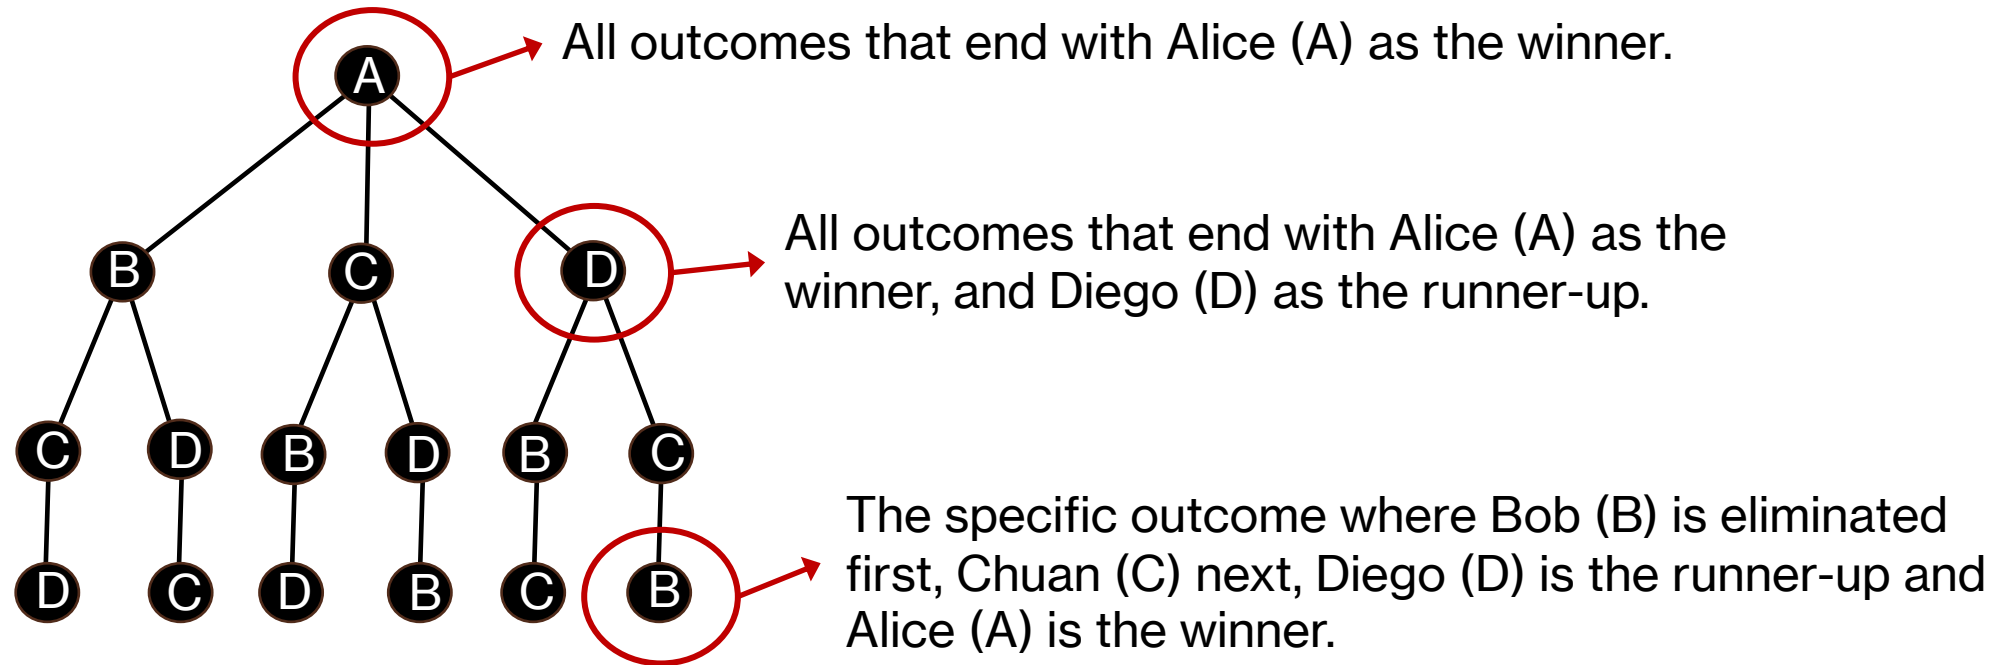 A
All outcomes that end with Alice (A) as the winner.
B
C
D
All outcomes that end with Alice (A) as the
winner, and Diego (D) as the runner-up.
C
D
B
D
B
C
D
C
D
B
C
B
The specific outcome where Bob (B) is eliminated
first, Chuan (C) next, Diego (D) is the runner-up and
Alice (A) is the winner.